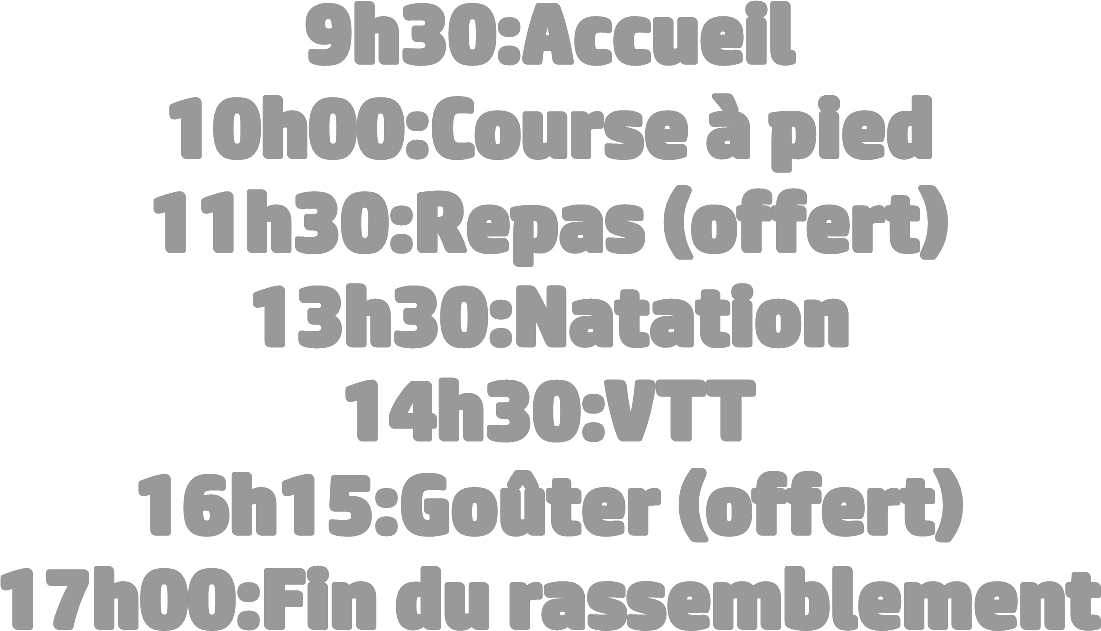 9h30:Accueil
10h00:Course à pied
11h30:Repas (offert)
13h30:Natation
14h30:VTT
16h15:Goûter (offert)
17h00:Fin du rassemblement